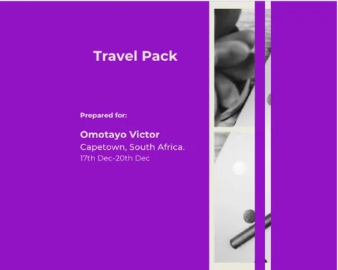 Travel Pack
Prepared for:
Omotayo Victor
Capetown, South Africa.
17th Dec-20th Dec